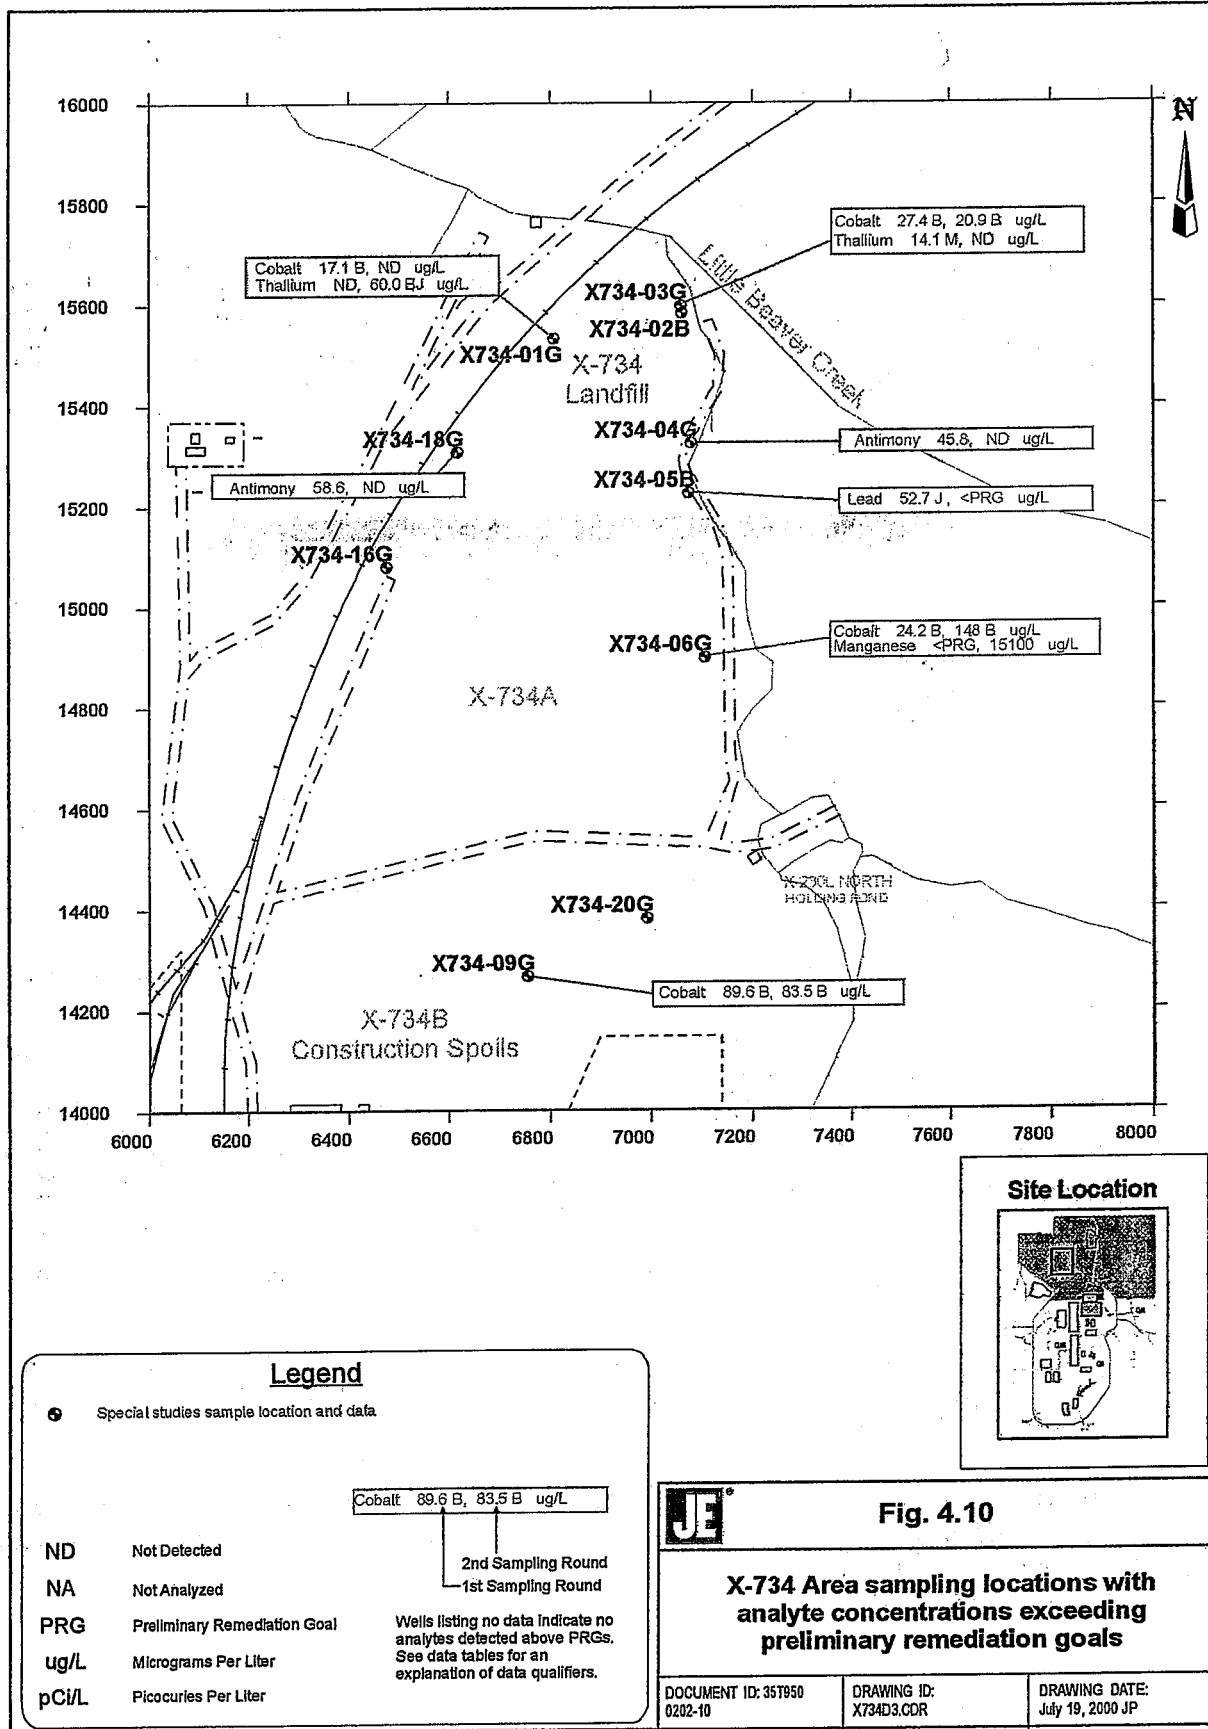 N
16000
15800
15600
15400
15200
15000
14800
14600
14400
14200
14000
6000
6200
6400
6600
6800
7000
7200
7400
7600
7800
8000
Cobalt 27.4 B, 20.9 B ug/L
Thallium 14.1 M, ND ug/L
Cobalt 17.1 B, ND ug/L
Thallium ND, 60.0 BJ ug/L
X734-03G
X734-02B
X734-01G
X-734
Landfill
Little Beaver Creek
X734-04G
Antimony 45.8, ND ug/L
X734-18G
X734-05B
Antimony 58.6, ND ug/L
Lead 52.7 J, <PRG ug/L
X734-16G
X734-06G
Cobalt 24.2 B, 148 B ug/L
Manganese <PRG, 15100 ug/L
X-734A
X-230L NORTH
HOLDING POND
X734-20G
X734-09G
Cobalt 89.6 B, 83.5 B ug/L
X-734B
Construction Spoils
Site Location
Legend
Special studies sample location and data
Cobalt 89.6 B, 83.5 B ug/L
2nd Sampling Round
1st Sampling Round
ND Not Detected
NA Not Analyzed
PRG Preliminary Remediation Goal
ug/L Micrograms Per Liter
pCi/L Picocuries Per Liter
Wells listing no data indicate no
analytes detected above PRGs.
See data tables for an
explanation of data qualifiers.
JE ®
Fig. 4.10
X-734 Area sampling locations with
analyte concentrations exceeding
preliminary remediation goals
DOCUMENT ID: 35T950
0202-10
DRAWING ID:
X734D3.CDR
DRAWING DATE:
July 19, 2000 JP